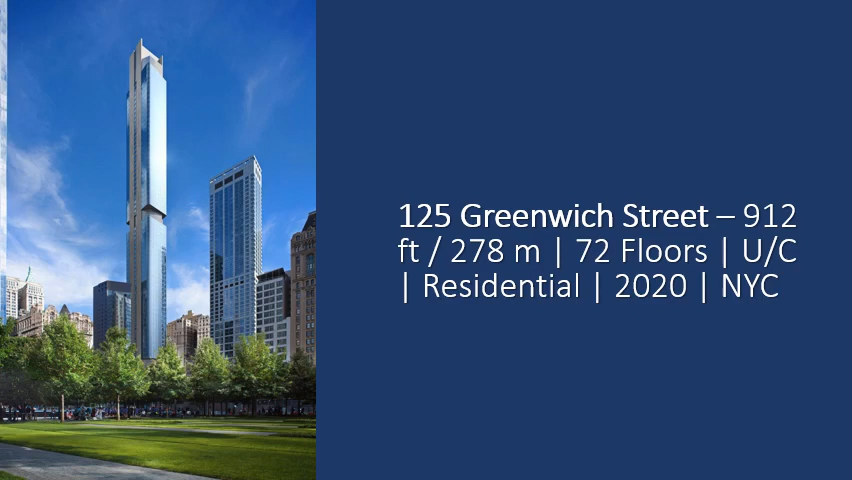 125 Greenwich Street – 912
ft / 278 m | 72 Floors | U/C
| Residential | 2020 | NYC